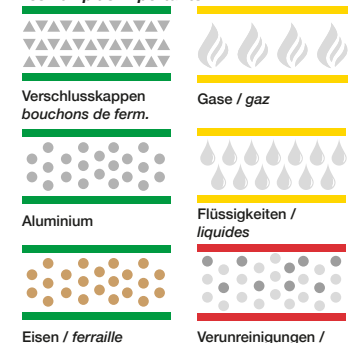 Verschlusskappen
bouchons de ferm.
Gase / gaz
Aluminium
Flüssigkeiten /
liquides
Eisen / ferraille
Verunreinigungen /